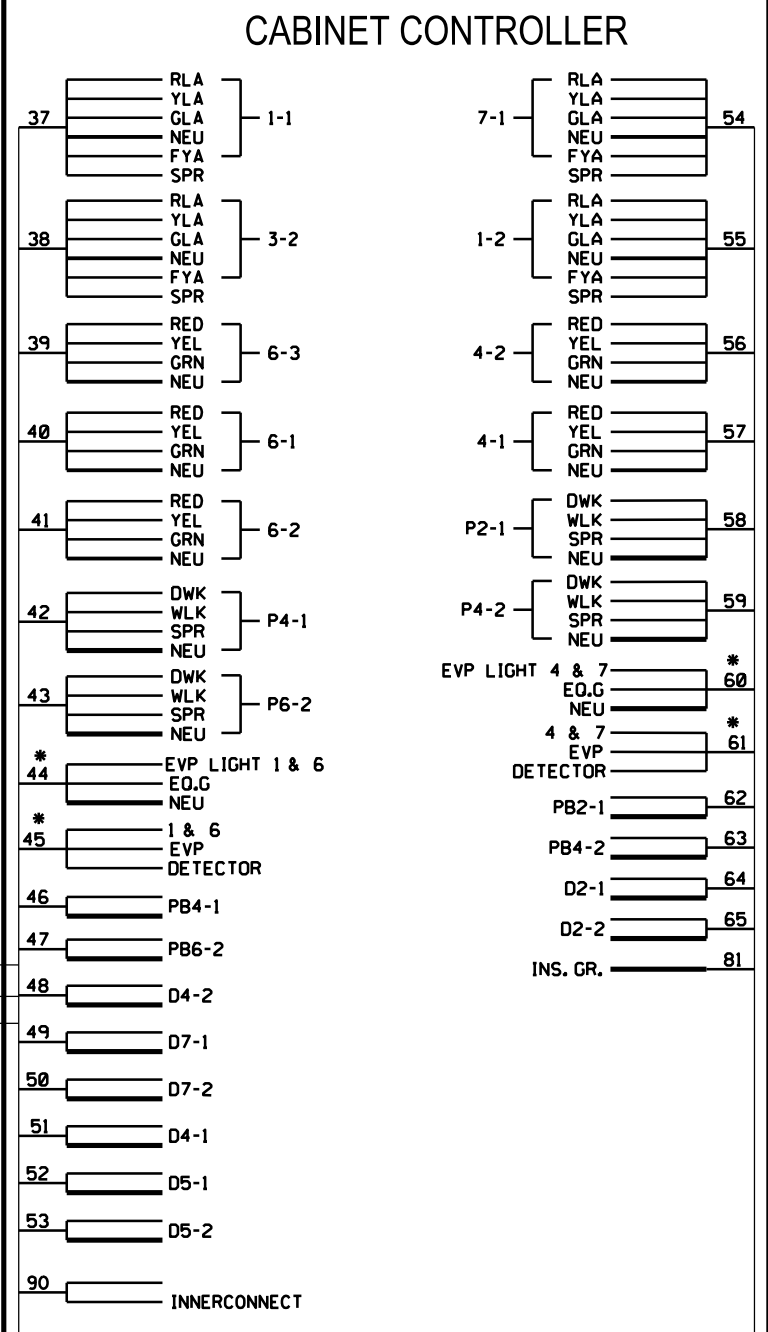 CABINET CONTROLLER
37
RLA
YLA
GLA
NEU
FYA
SPR
1-1
38
RLA
YLA
GLA
NEU
FYA
SPR
3-2
39
RED
YEL
GRN
NEU
6-3
40
RED
YEL
GRN
NEU
6-1
41
RED
YEL
GRN
NEU
6-2
42
DWK
WLK
SPR
NEU
P4-1
43
DWK
WLK
SPR
NEU
P6-2
*
44
EVP LIGHT 1 & 6
EQ.G
NEU
*
45
1 & 6
EVP
DETECTOR
46
PB4-1
47
PB6-2
48
D4-2
49
D7-1
50
D7-2
51
D4-1
52
D5-1
53
D5-2
90
INNERCONNECT
7-1
RLA
YLA
GLA
NEU
FYA
SPR
54
1-2
RLA
YLA
GLA
NEU
FYA
SPR
55
4-2
RED
YEL
GRN
NEU
56
4-1
RED
YEL
GRN
NEU
57
P2-1
DWK
WLK
SPR
NEU
58
P4-2
DWK
WLK
SPR
NEU
59
EVP LIGHT 4 & 7
EQ.G
NEU
*
60
4 & 7
EVP
DETECTOR
*
61
PB2-1
62
PB4-2
63
D2-1
64
D2-2
65
INS. GR.
81